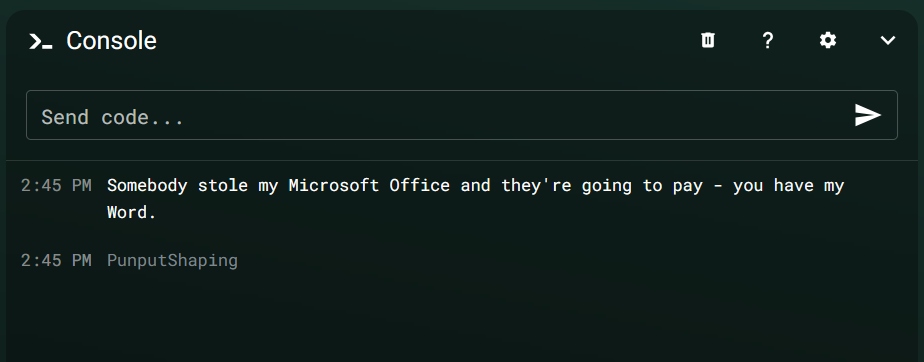 Console
?
Send code...
2:45 PM Somebody stole my Microsoft Office and they're going to pay - you have my
Word.
2:45 PM PunputShaping